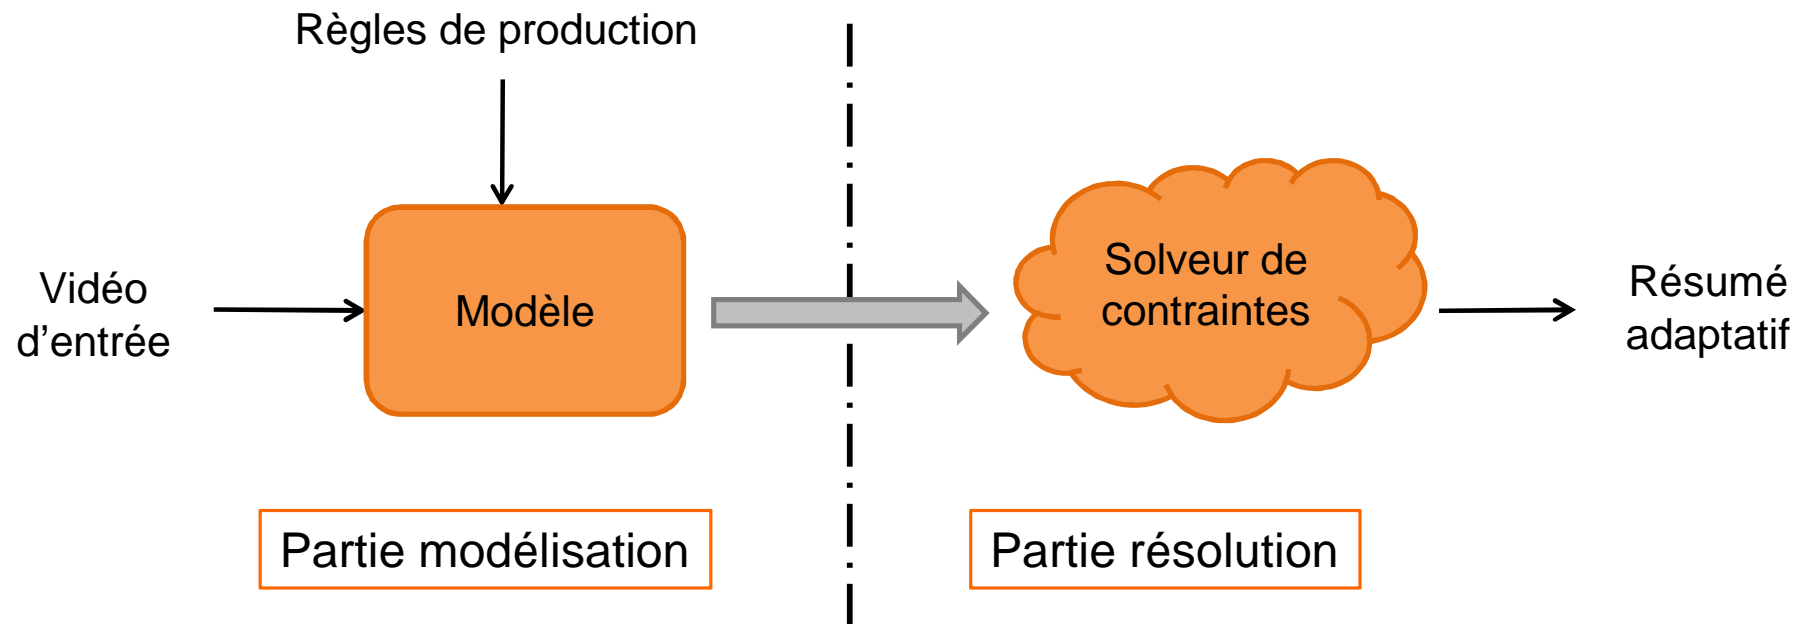 Règles de production
Vidéo
d’entrée
Modèle
Solveur de
contraintes
Résumé
adaptatif
Partie modélisation
Partie résolution